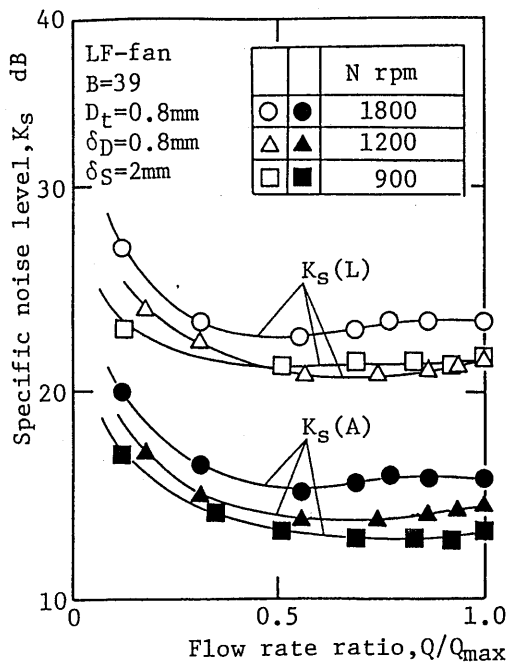 40
LF-fan
B=39
Dt=0.8mm
δD=0.8mm
δS=2mm
N rpm
1800
1200
900
30
Ks(L)
20
Ks(A)
10
0
0.5
1.0
Specific noise level,Ks dB
Flow rate ratio,Q/Qmax